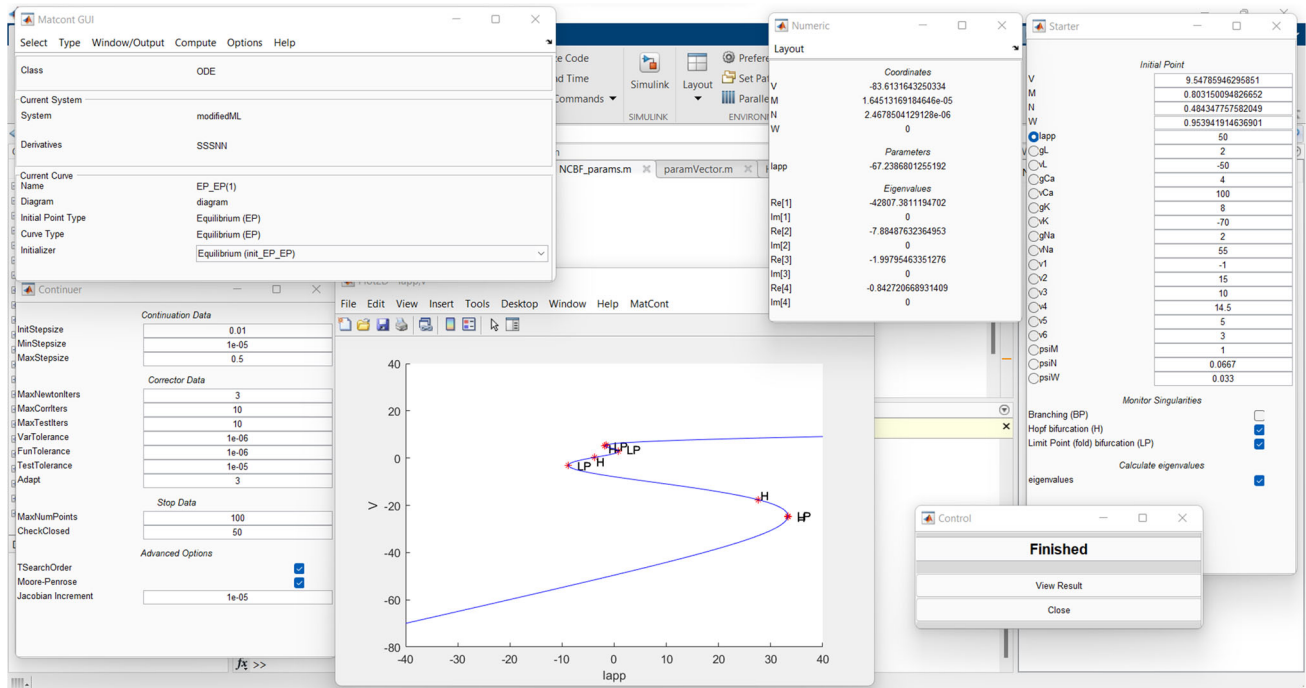 Matcont GUI
Select Type Window/Output Compute Options Help
Class ODE
Current System
System modifiedML
Derivatives SSSNN
Current Curve
Name EP_EP(1)
Diagram diagram
Initial Point Type Equilibrium (EP)
Curve Type Equilibrium (EP)
Initializer Equilibrium (init_EP_EP)
Simulink
Layout
SIMULINK
NCBF_params.m
paramVector.m
Continuer
Continuation Data
InitStepsize 0.01
MinStepsize 1e-05
MaxStepsize 0.5
Corrector Data
MaxNewtonIters 3
MaxCorrIters 10
MaxTestIters 10
VarTolerance 1e-06
FunTolerance 1e-06
TestTolerance 1e-05
Adapt 3
Stop Data
MaxNumPoints 100
CheckClosed 50
Advanced Options
TSearchOrder
Moore-Penrose
Jacobian Increment 1e-05
fx >>
File Edit View Insert Tools Desktop Window Help MatCont
40
20
0
-20
-40
-60
-80
V
LP
LP
H
H
-40 -30 -20 -10 0 10 20 30 40
Iapp
Numeric
Layout
Coordinates
V -83.6131643250334
M 1.64513169184646e-05
N 2.4678504129128e-06
W 0
Parameters
Iapp -67.2386801255192
Eigenvalues
Re[1] -42807.3811194702
Im[1] 0
Re[2] -7.88487632364953
Im[2] 0
Re[3] -1.99795463351276
Im[3] 0
Re[4] -0.842720668931409
Im[4] 0
Starter
Initial Point
V 9.54785946295851
M 0.803150094826652
N 0.484347757582049
W 0.953941914636901
Iapp 50
gL 2
vL -50
gCa 4
vCa 100
gK 8
vK -70
gNa 2
vNa 55
v1 -1
v2 15
v3 10
v4 14.5
v5 5
v6 3
psiM 1
psiN 0.0667
psiW 0.033
Monitor Singularities
Branching (BP)
Hopf bifurcation (H)
Limit Point (fold) bifurcation (LP)
Calculate eigenvalues
eigenvalues
Control
Finished
View Result
Close